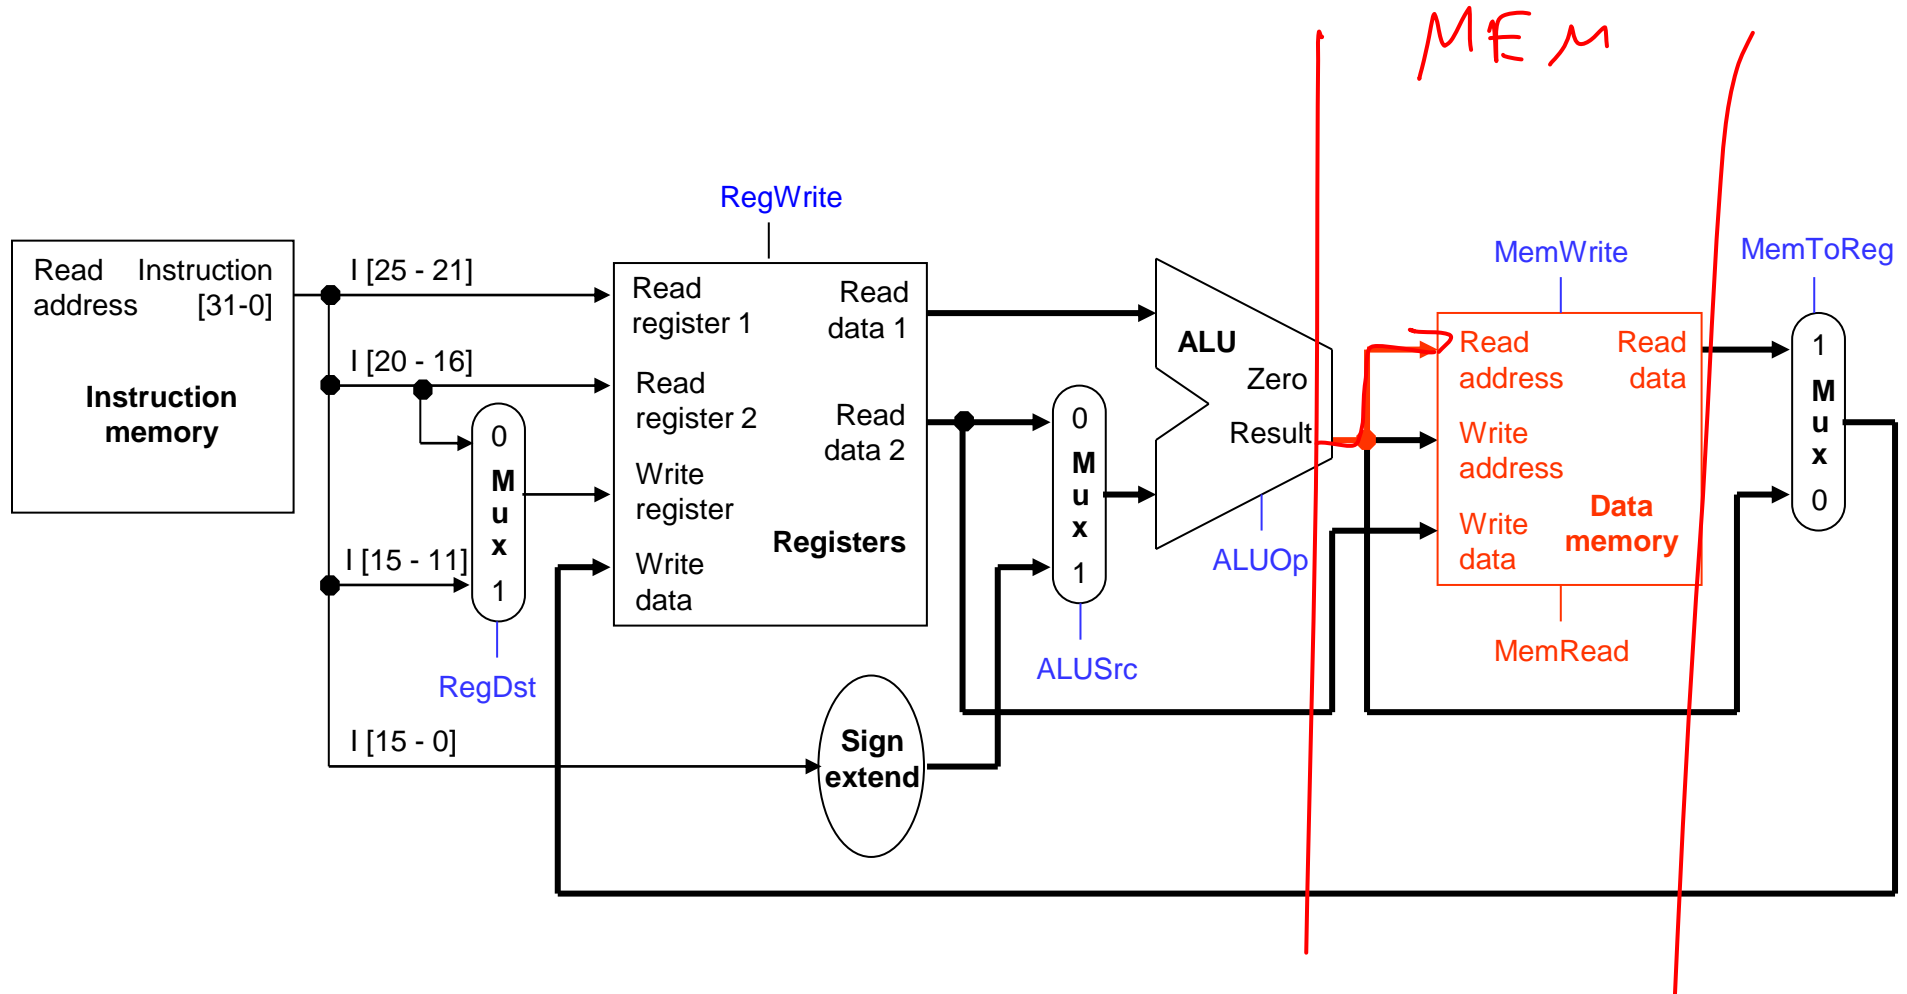 MEM
RegWrite
MemWrite
MemToReg
Read Instruction
address [31-0]
Instruction
memory
I [25 - 21]
I [20 - 16]
I [15 - 11]
I [15 - 0]
0
Mux
1
RegDst
Read
register 1
Read
register 2
Write
register
Write
data
Read
data 1
Read
data 2
Registers
Sign
extend
0
Mux
1
ALUSrc
ALU
Zero
Result
ALUOp
Read
address
Write
address
Write
data
Read
data
Data
memory
MemRead
1
Mux
0